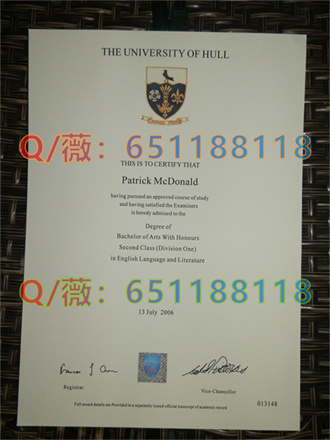 THE UNIVERSITY OF HULL
Q/薇：651188118
THIS IS TO CERTIFY THAT
Patrick McDonald
having pursued an approved course of study
and having satisfied the Examiners
is hereby admitted to the
Degree of
Bachelor of Arts With Honours
Second Class (Division One)
in English Language and Literature
Q/薇：651188118
13 July 2006
Registrar
Vice-Chancellor
013148
Full award details are Provided in a separately issued official transcript of academic record